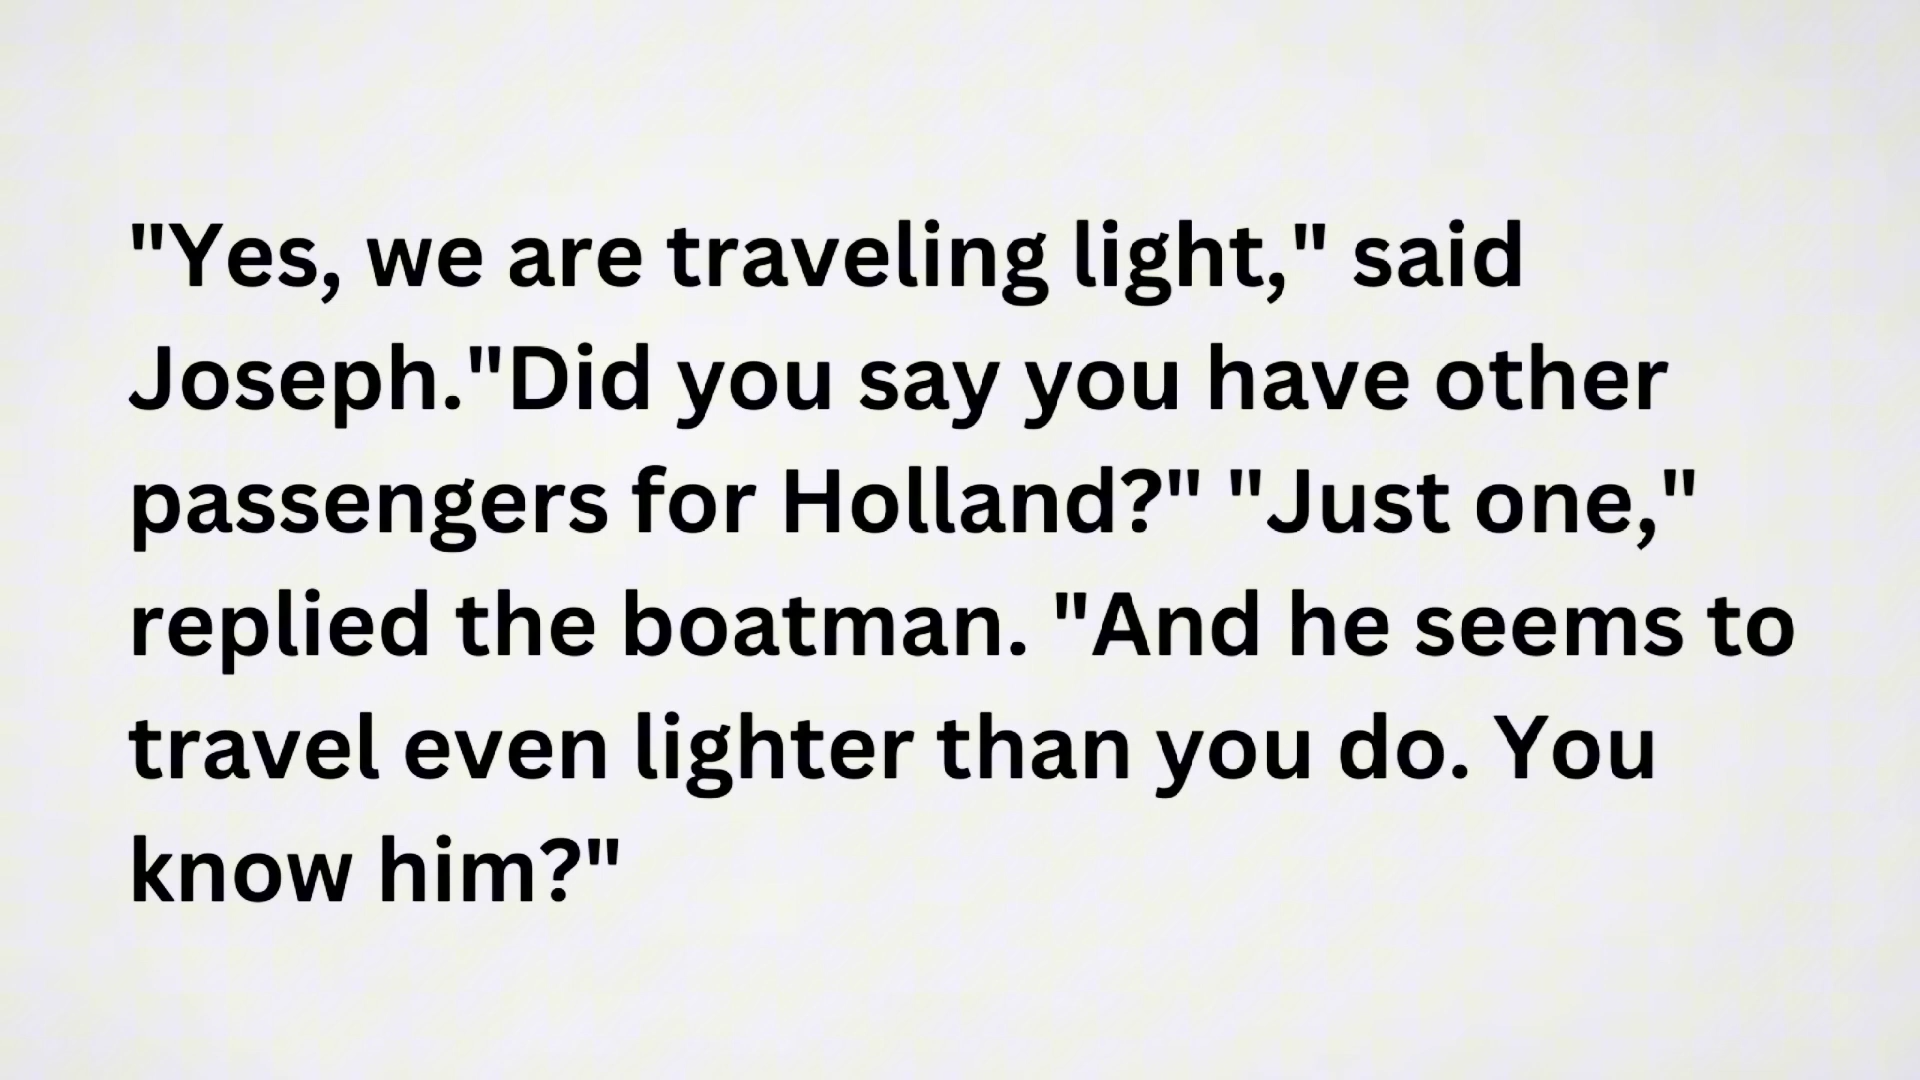 "Yes, we are traveling light," said
Joseph."Did you say you have other
passengers for Holland?" "Just one,"
replied the boatman. "And he seems to
travel even lighter than you do. You
know him?"